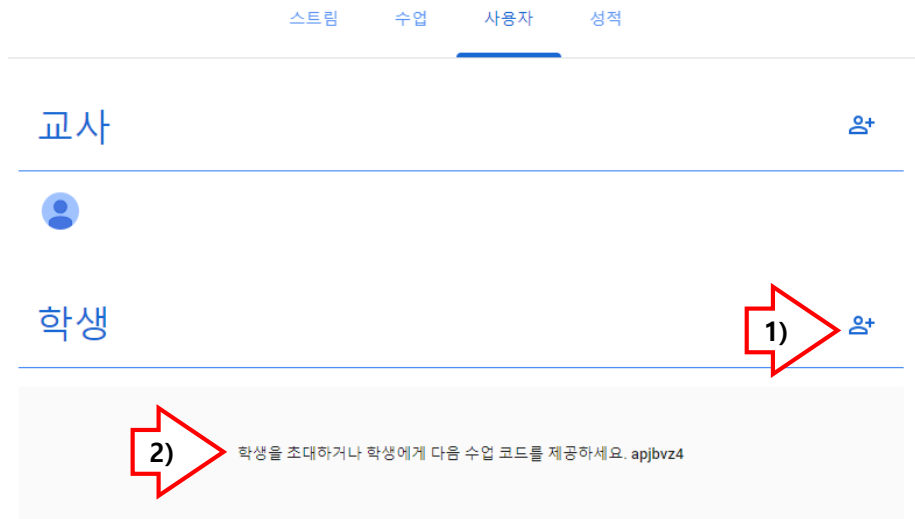 스트림 수업 사용자 성적
교사
학생
1)
2)
학생을 초대하거나 학생에게 다음 수업 코드를 제공하세요. apjbvz4